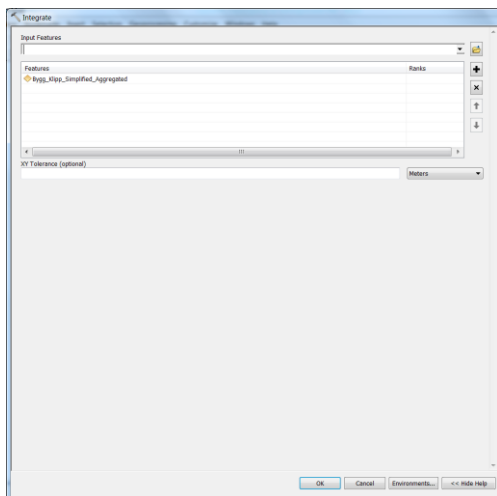 Integrate
Input Features
Features Ranks
Bygg_Klipp_Simplified_Aggregated
XY Tolerance (optional)
Meters
OK Cancel Environments... << Hide Help